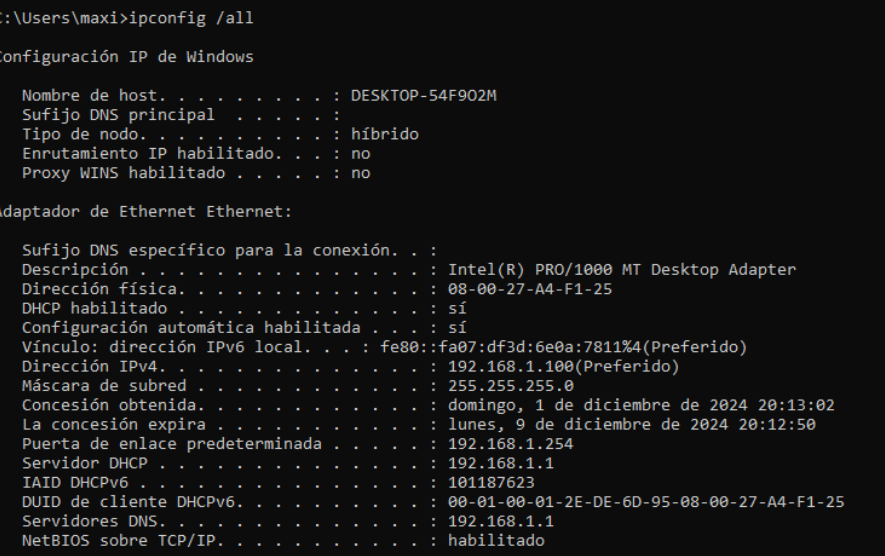 C:\Users\maxi>ipconfig /all
Configuración IP de Windows
Nombre de host. . . . . . . . . : DESKTOP-54F9O2M
Sufijo DNS principal  . . . . . :
Tipo de nodo. . . . . . . . . . : híbrido
Enrutamiento IP habilitado. . . : no
Proxy WINS habilitado . . . . . : no
Adaptador de Ethernet Ethernet:
Sufijo DNS específico para la conexión. . :
Descripción . . . . . . . . . . . . . . . : Intel(R) PRO/1000 MT Desktop Adapter
Dirección física. . . . . . . . . . . . . : 08-00-27-A4-F1-25
DHCP habilitado . . . . . . . . . . . . . : sí
Configuración automática habilitada . . . : sí
Vínculo: dirección IPv6 local. . . : fe80::fa07:df3d:6e0a:7811%4(Preferido)
Dirección IPv4. . . . . . . . . . . . . . : 192.168.1.100(Preferido)
Máscara de subred . . . . . . . . . . . . : 255.255.255.0
Concesión obtenida. . . . . . . . . . . . : domingo, 1 de diciembre de 2024 20:13:02
La concesión expira . . . . . . . . . . . : lunes, 9 de diciembre de 2024 20:12:50
Puerta de enlace predeterminada . . . . . : 192.168.1.254
Servidor DHCP . . . . . . . . . . . . . . : 192.168.1.1
IAID DHCPv6 . . . . . . . . . . . . . . . : 101187623
DUID de cliente DHCPv6. . . . . . . . . . : 00-01-00-01-2E-DE-6D-95-08-00-27-A4-F1-25
Servidores DNS. . . . . . . . . . . . . . : 192.168.1.1
NetBIOS sobre TCP/IP. . . . . . . . . . . : habilitado